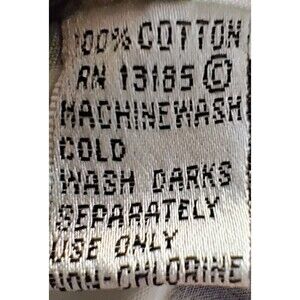 100% COTTON
RN 13185 ©
MACHINEWASH
COLD
WASH DARKS
SEPARATELY
USE ONLY
NON-CHLORINE